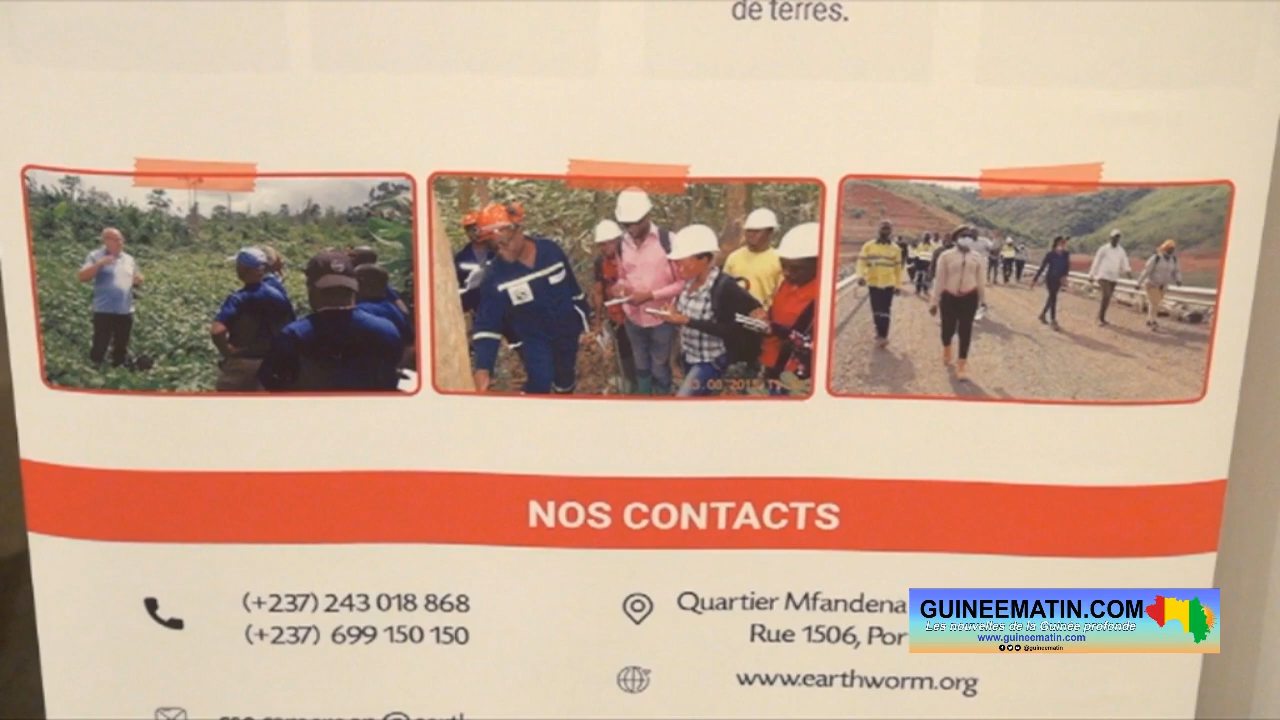 de terres.
NOS CONTACTS
(+237) 243 018 868
(+237) 699 150 150
Quartier Mfandena
Rue 1506, Por
www.earthworm.org
GUINEEMATIN.COM
Les nouvelles de la Guinée profonde
www.guineematin.com
@guineematin